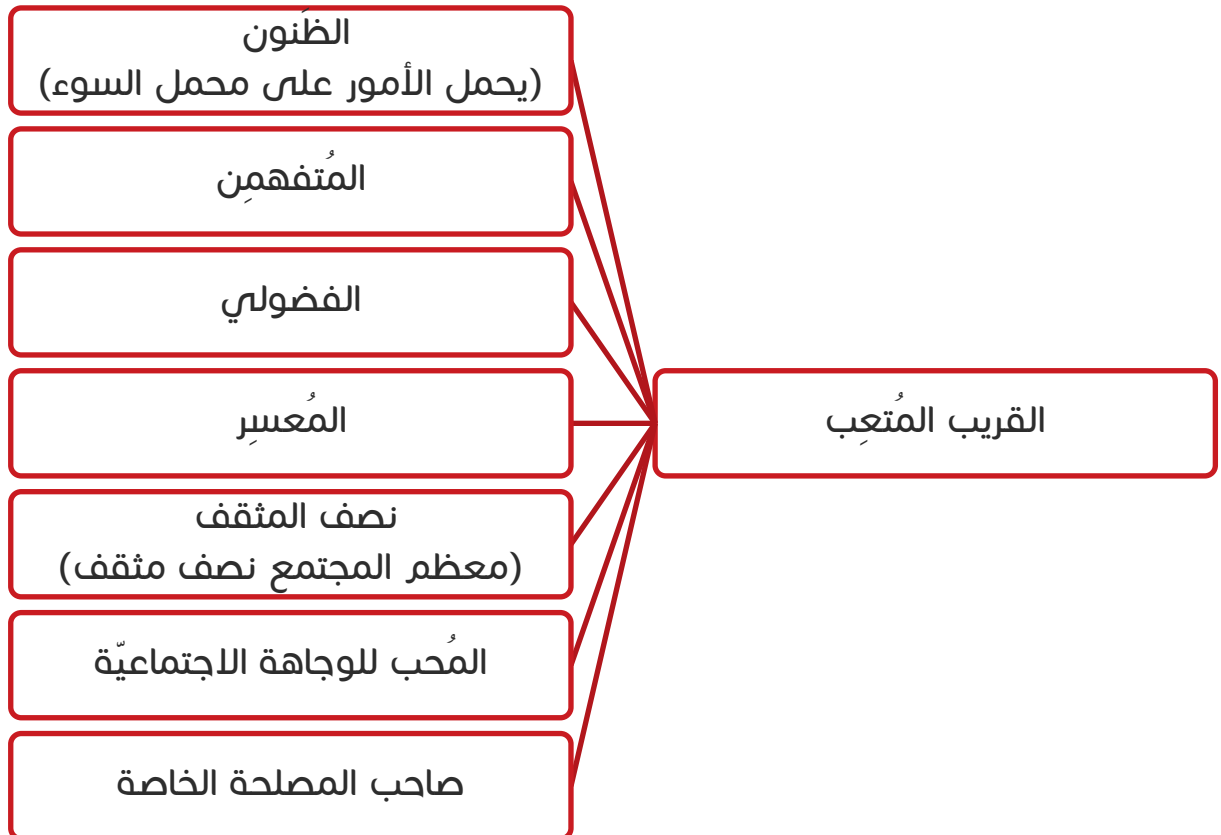 القريب المُتعِب
الظَنون
(يحمل الأمور على محمل السوء)
المُتفهمِن
الفضولي
المُعسِر
نصف المثقف
(معظم المجتمع نصف مثقف)
المُحب للوجاهة الاجتماعيّة
صاحب المصلحة الخاصة